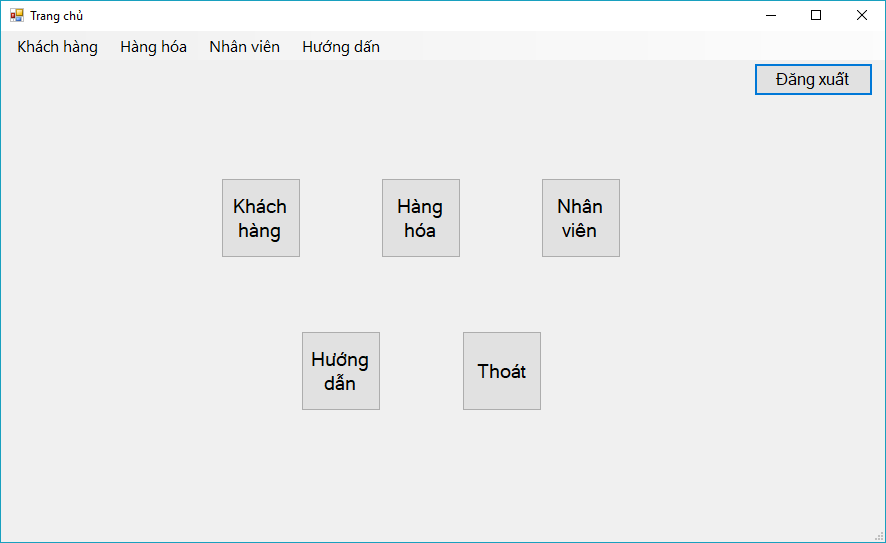 Trang chủ
Khách hàng Hàng hóa Nhân viên Hướng dấn
Đăng xuất
Khách
hàng
Hàng
hóa
Nhân
viên
Hướng
dẫn
Thoát